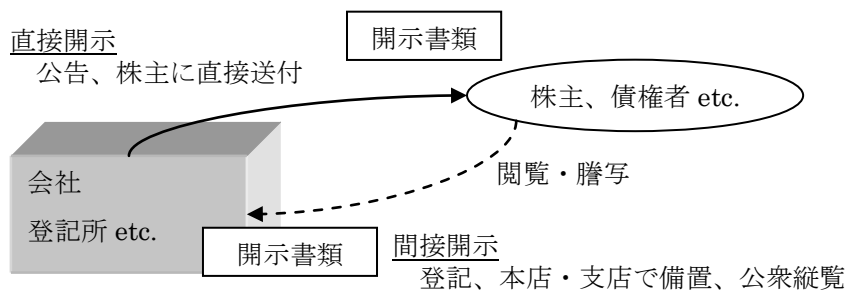 直接開示
公告、株主に直接送付
開示書類
株主、債権者 etc.
会社
登記所 etc.
閲覧・謄写
開示書類
間接開示
登記、本店・支店で備置、公衆縦覧